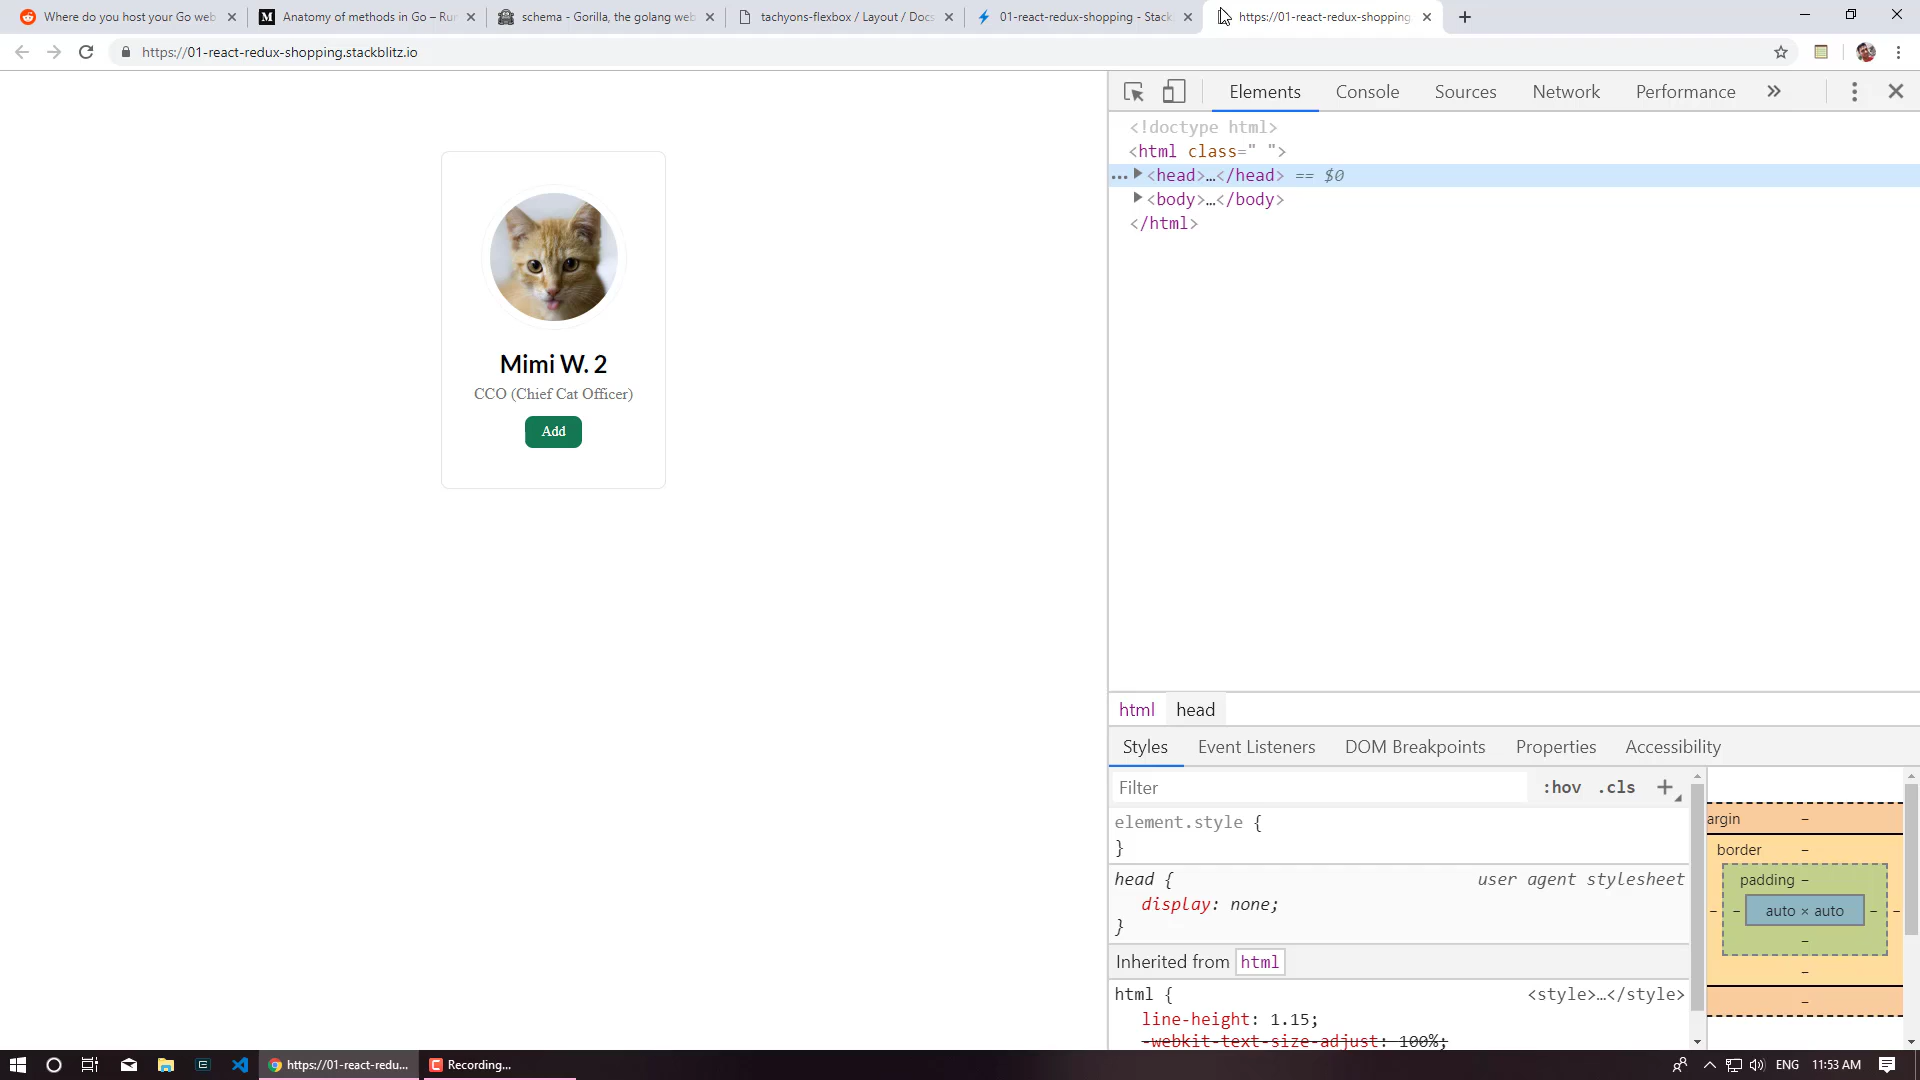 Where do you host your Go web
Anatomy of methods in Go – Run
schema - Gorilla, the golang web
tachyons-flexbox / Layout / Docs
01-react-redux-shopping - Stack
https://01-react-redux-shopping
https://01-react-redux-shopping.stackblitz.io
Mimi W. 2
CCO (Chief Cat Officer)
Add
Elements Console Sources Network Performance »
<!doctype html>
<html class=" ">
… <head>…</head> == $0
<body>…</body>
</html>
html head
Styles Event Listeners DOM Breakpoints Properties Accessibility
Filter :hov .cls +
element.style {
}
head { user agent stylesheet
display: none;
}
Inherited from html
html { <style>…</style>
line-height: 1.15;
-webkit-text-size-adjust: 100%;
argin –
border –
padding –
– – auto × auto – –
–
–
–
https://01-react-redu...
Recording...
ENG 11:53 AM